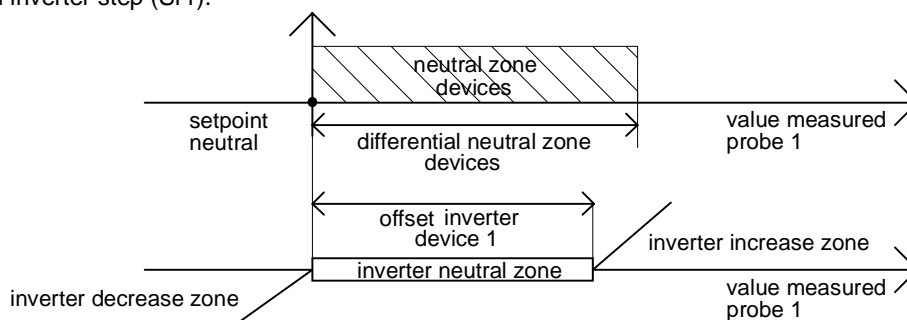 inverter step (SP1).
neutral zone
devices
setpoint
neutral
differential neutral zone
devices
value measured
probe 1
offset inverter
device 1
inverter neutral zone
inverter increase zone
inverter decrease zone
value measured
probe 1